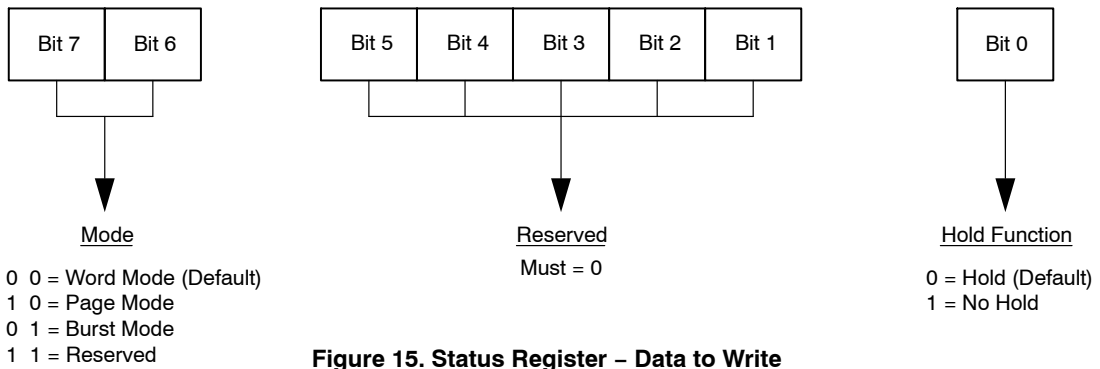 Bit 7 Bit 6 Bit 5 Bit 4 Bit 3 Bit 2 Bit 1 Bit 0
Mode
0 0 = Word Mode (Default)
1 0 = Page Mode
0 1 = Burst Mode
1 1 = Reserved
Reserved
Must = 0
Hold Function
0 = Hold (Default)
1 = No Hold
Figure 15. Status Register – Data to Write